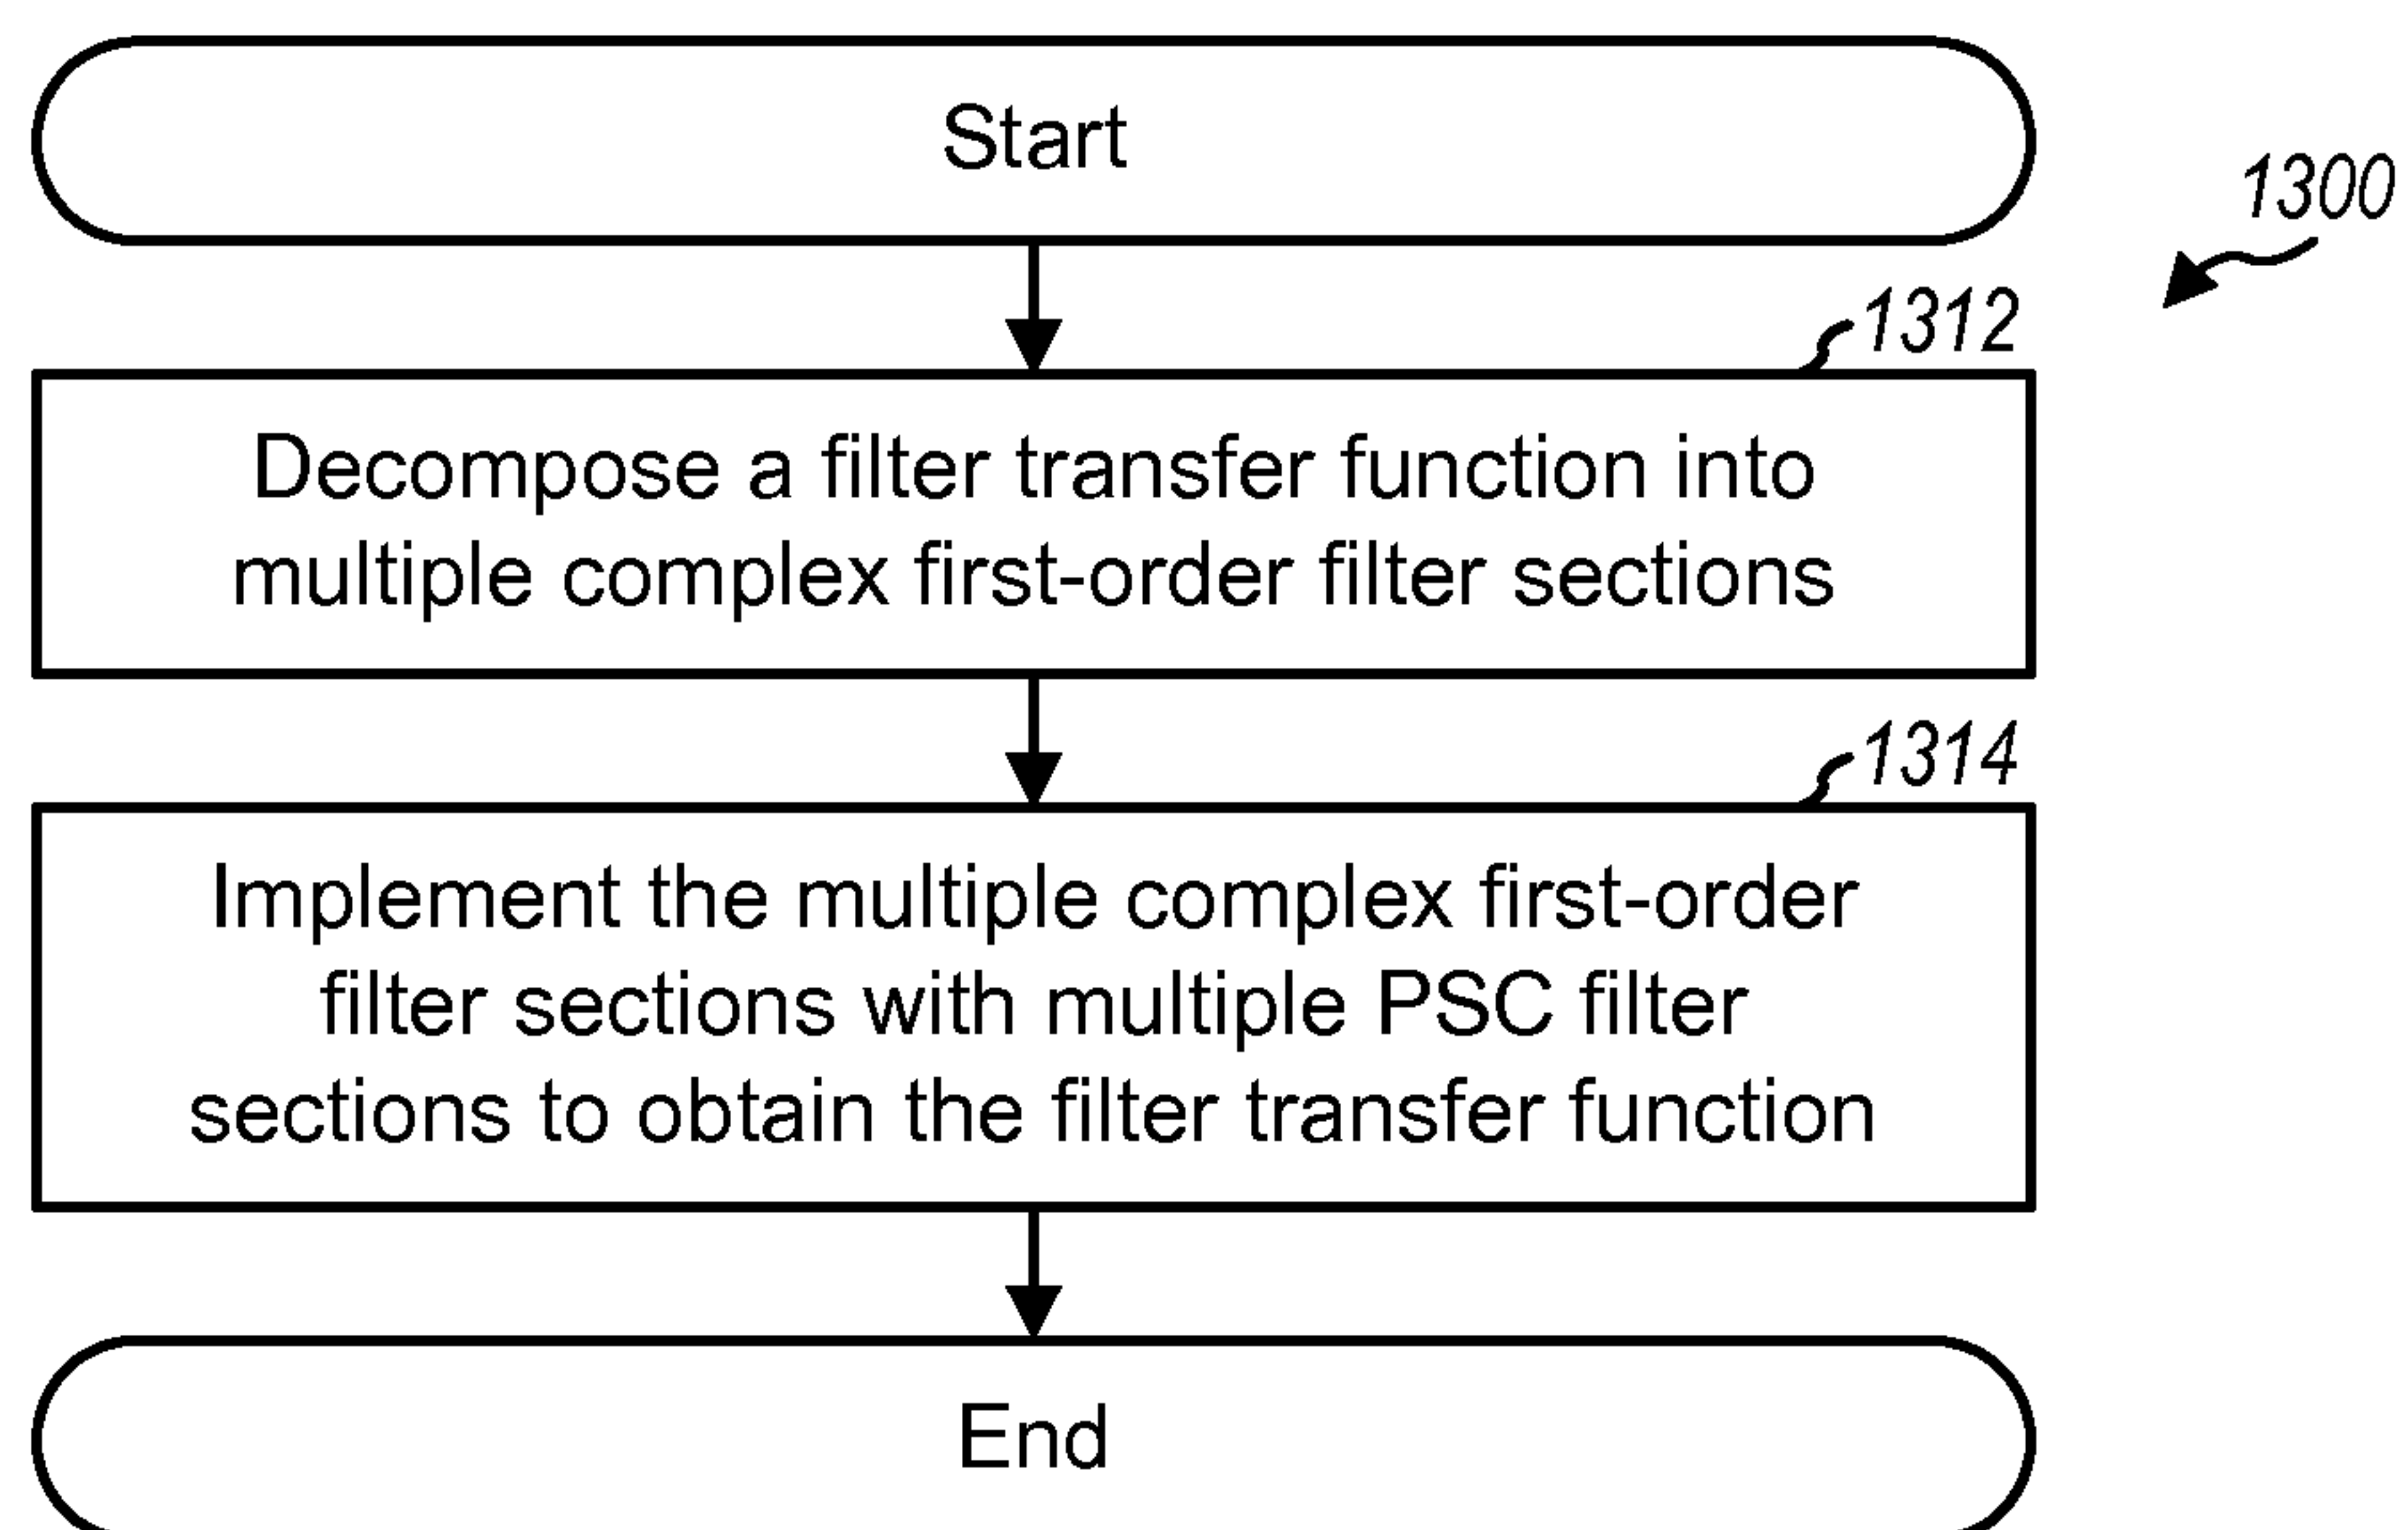 Start
1300
1312
Decompose a filter transfer function into
multiple complex first-order filter sections
1314
Implement the multiple complex first-order
filter sections with multiple PSC filter
sections to obtain the filter transfer function
End